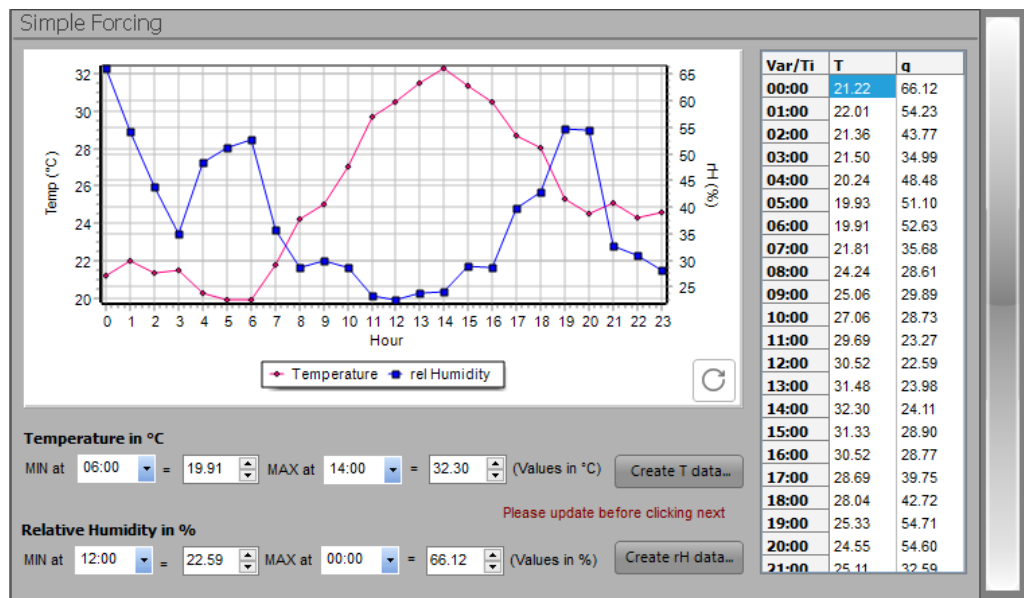 Simple Forcing
32
30
28
26
24
22
20
Temp (°C)
65
60
55
50
45
40
35
30
25
rH (%)
0 1 2 3 4 5 6 7 8 9 10 11 12 13 14 15 16 17 18 19 20 21 22 23
Hour
Temperature rel Humidity
Var/Ti T q
00:00 21.22 66.12
01:00 22.01 54.23
02:00 21.36 43.77
03:00 21.50 34.99
04:00 20.24 48.48
05:00 19.93 51.10
06:00 19.91 52.63
07:00 21.81 35.68
08:00 24.24 28.61
09:00 25.06 29.89
10:00 27.06 28.73
11:00 29.69 23.27
12:00 30.52 22.59
13:00 31.48 23.98
14:00 32.30 24.11
15:00 31.33 28.90
16:00 30.52 28.77
17:00 28.69 39.75
18:00 28.04 42.72
19:00 25.33 54.71
20:00 24.55 54.60
21:00 25.11 32.59
Temperature in °C
MIN at 06:00 = 19.91 MAX at 14:00 = 32.30 (Values in °C) Create T data...
Please update before clicking next
Relative Humidity in %
MIN at 12:00 = 22.59 MAX at 00:00 = 66.12 (Values in %) Create rH data...